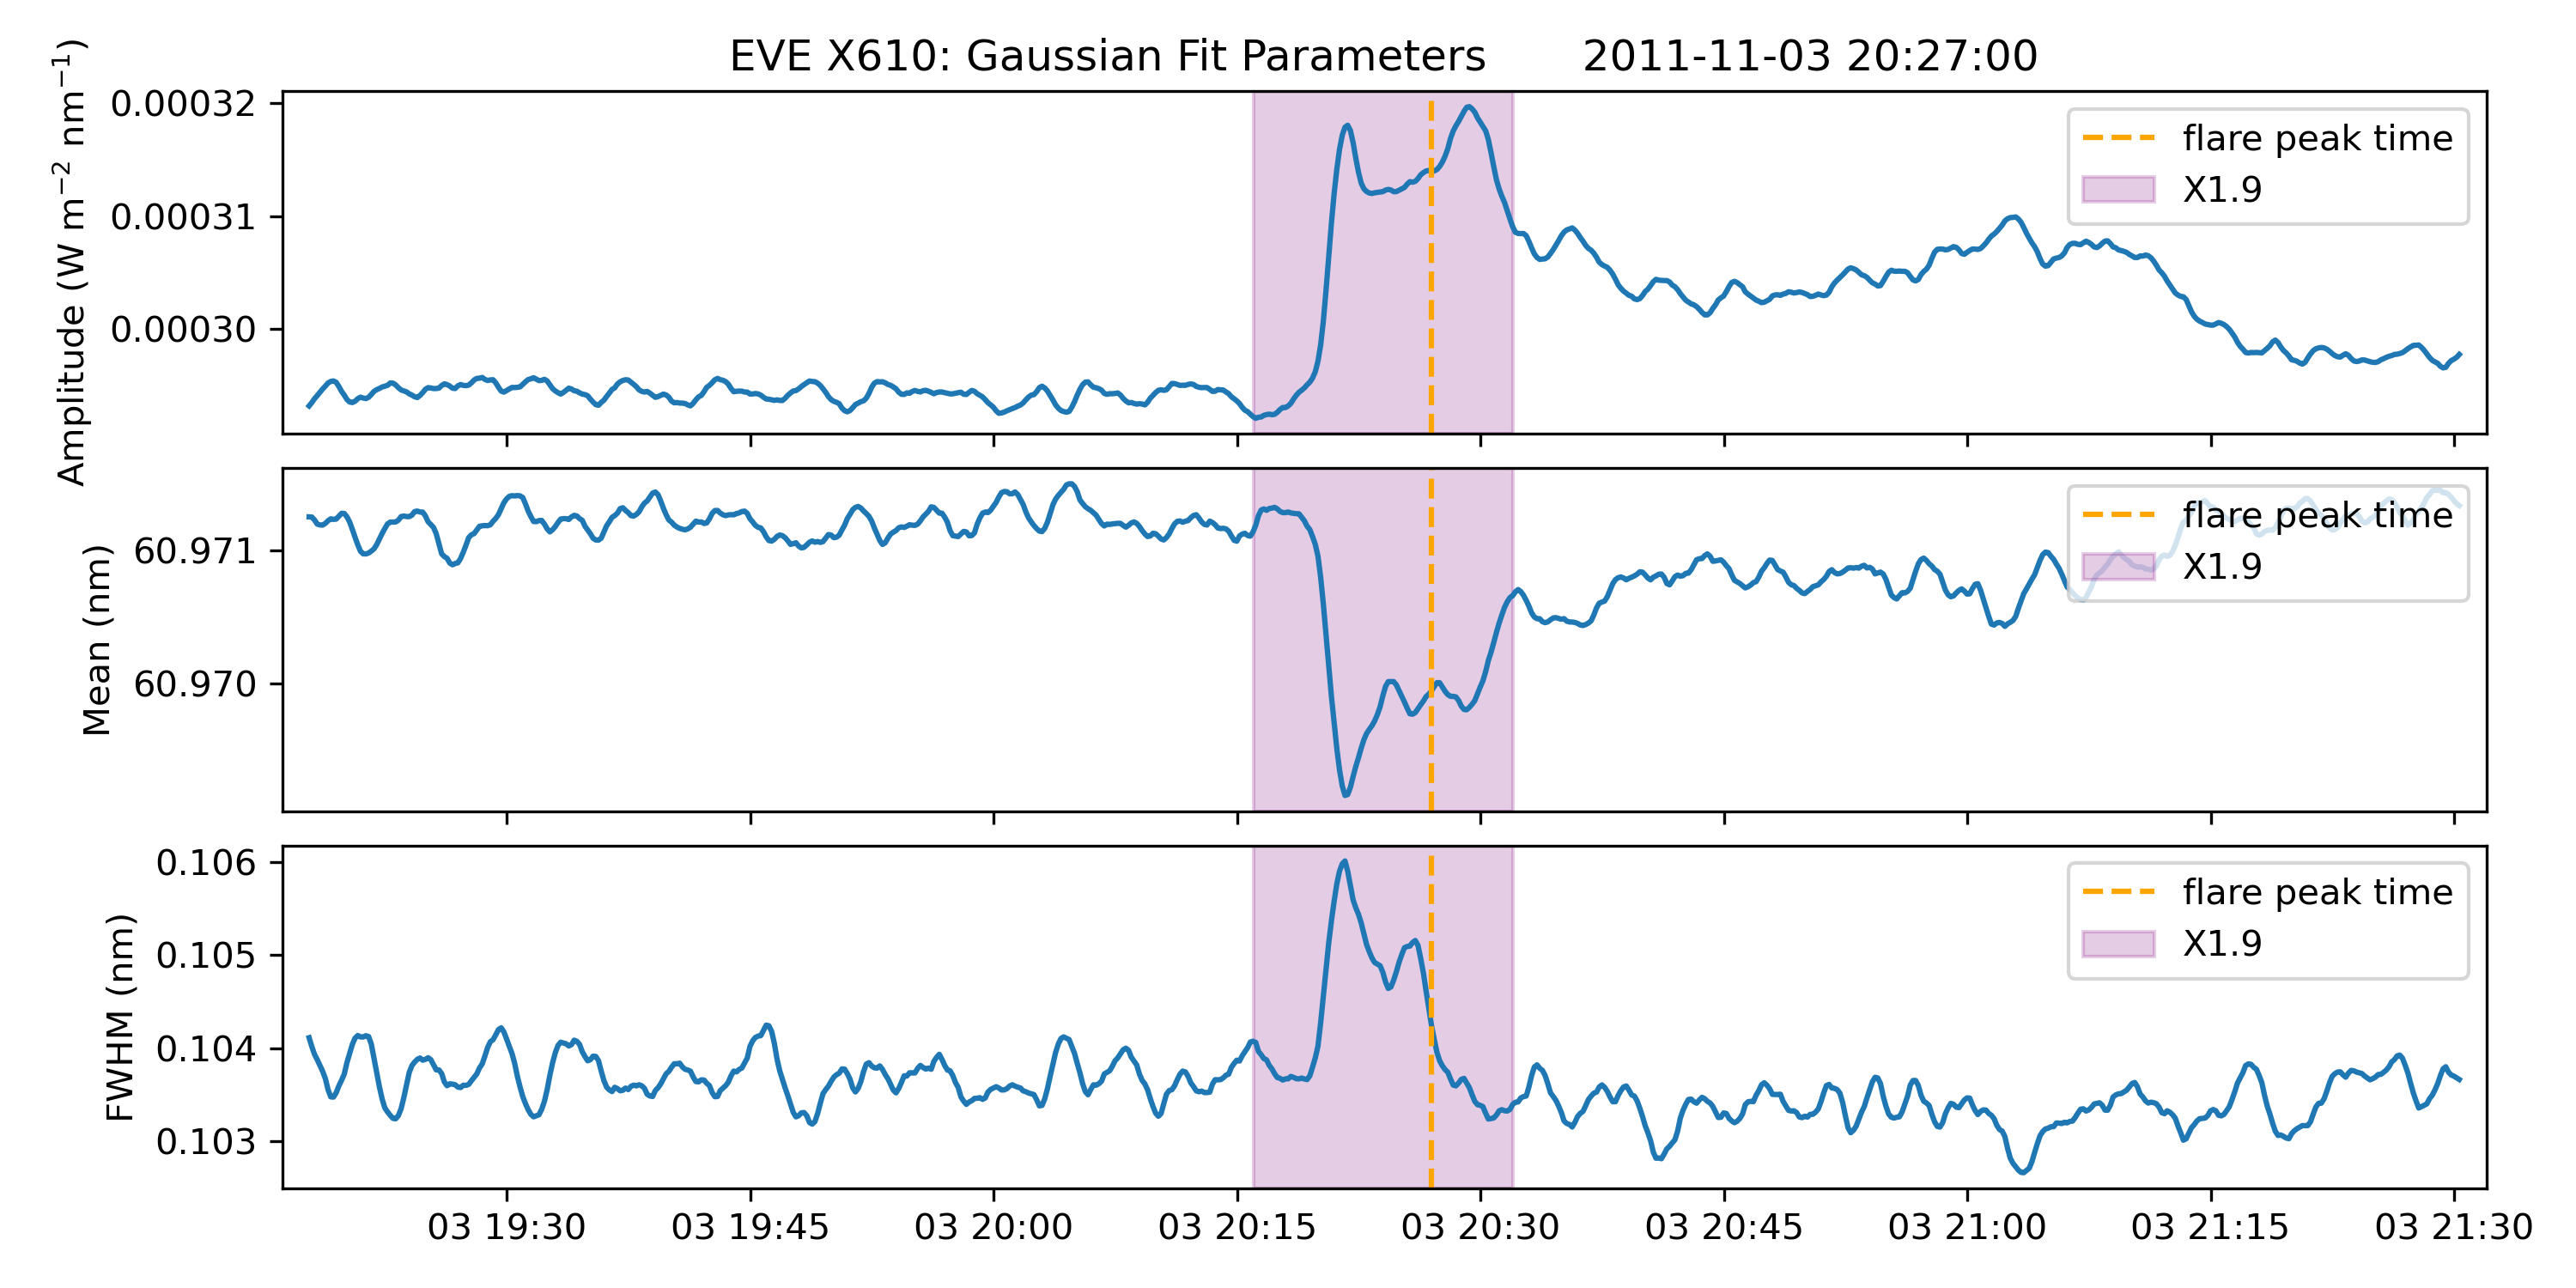 EVE X610: Gaussian Fit Parameters 2011-11-03 20:27:00
Amplitude (W m⁻² nm⁻¹)
0.00032
0.00031
0.00030
flare peak time
X1.9
Mean (nm)
60.971
60.970
flare peak time
X1.9
FWHM (nm)
0.106
0.105
0.104
0.103
flare peak time
X1.9
03 19:30 03 19:45 03 20:00 03 20:15 03 20:30 03 20:45 03 21:00 03 21:15 03 21:30